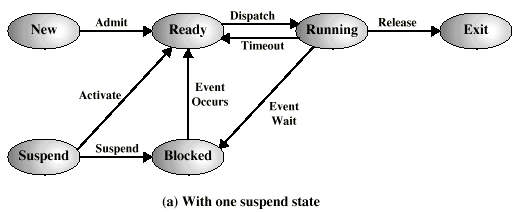 Dispatch
New
Admit
Ready
Running
Release
Exit
Timeout
Activate
Event
Occurs
Event
Wait
Suspend
Suspend
Blocked
(a) With one suspend state